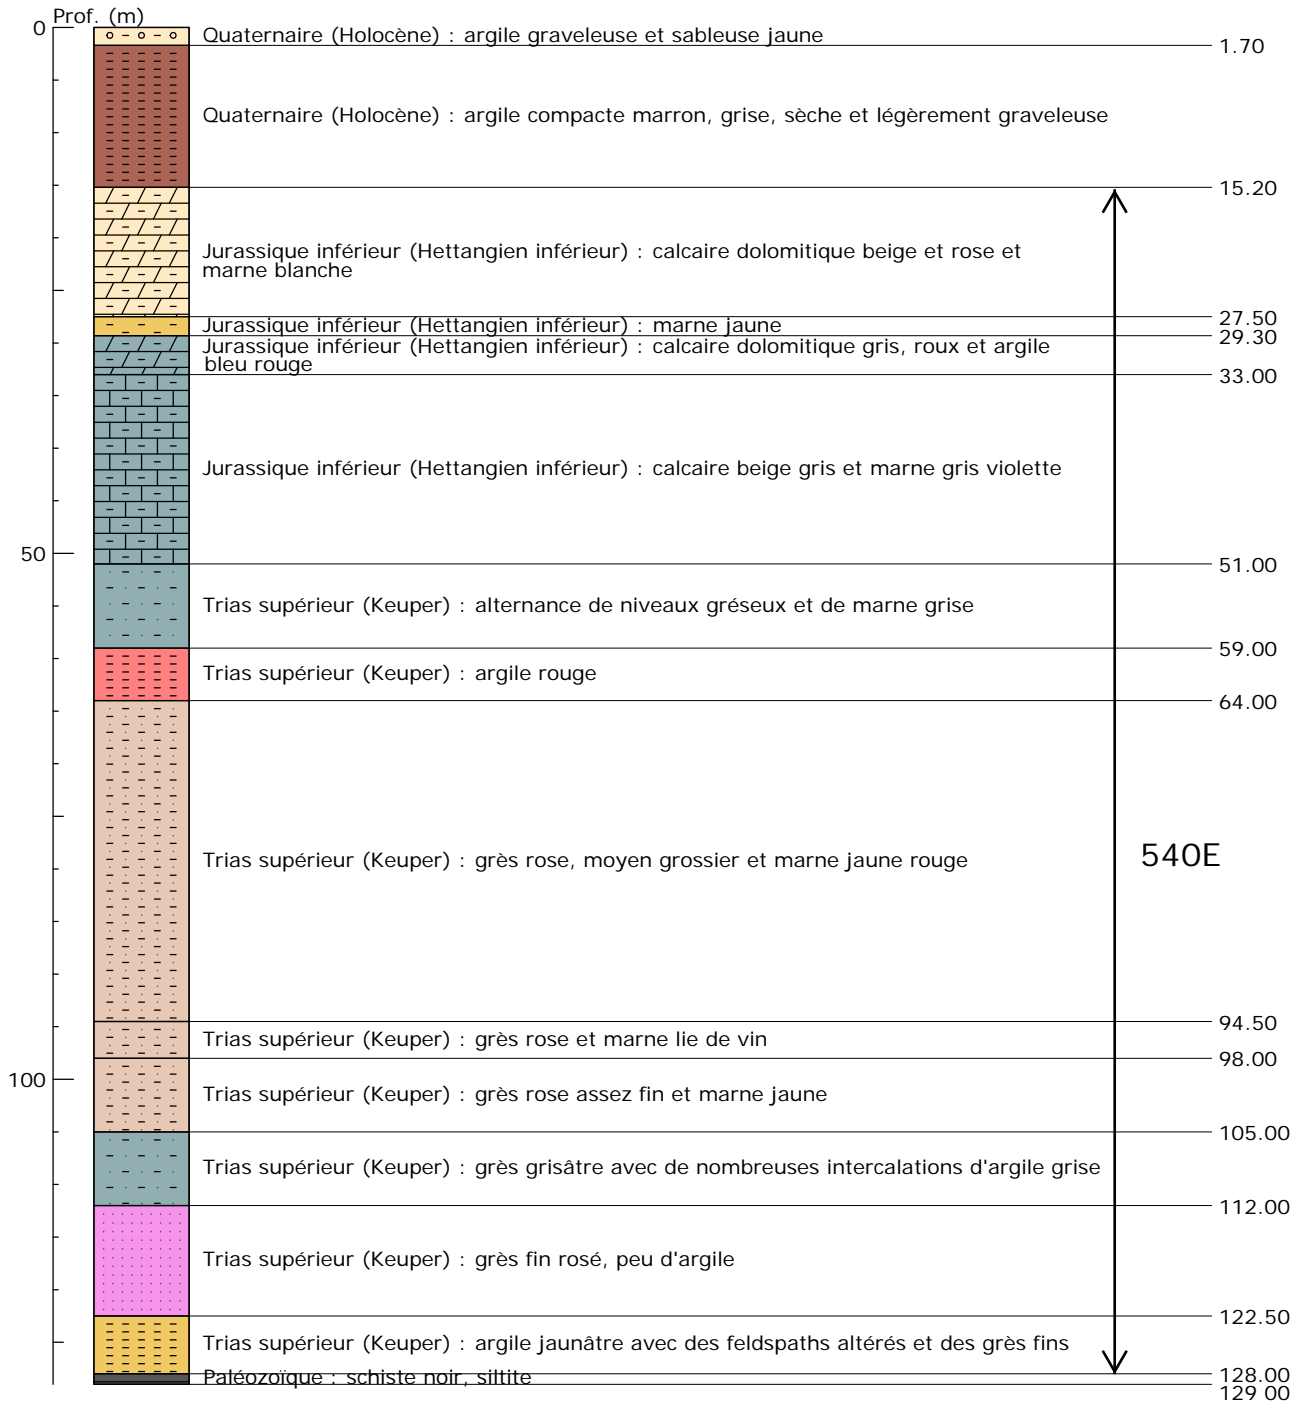 Prof. (m)
0
Quaternaire (Holocène) : argile graveleuse et sableuse jaune
1.70
Quaternaire (Holocène) : argile compacte marron, grise, sèche et légèrement graveleuse
15.20
Jurassique inférieur (Hettangien inférieur) : calcaire dolomitique beige et rose et
marne blanche
27.50
Jurassique inférieur (Hettangien inférieur) : marne jaune
29.30
Jurassique inférieur (Hettangien inférieur) : calcaire dolomitique gris, roux et argile
bleu rouge
33.00
Jurassique inférieur (Hettangien inférieur) : calcaire beige gris et marne gris violette
50
51.00
Trias supérieur (Keuper) : alternance de niveaux gréseux et de marne grise
59.00
Trias supérieur (Keuper) : argile rouge
64.00
Trias supérieur (Keuper) : grès rose, moyen grossier et marne jaune rouge
540E
94.50
Trias supérieur (Keuper) : grès rose et marne lie de vin
98.00
100
Trias supérieur (Keuper) : grès rose assez fin et marne jaune
105.00
Trias supérieur (Keuper) : grès grisâtre avec de nombreuses intercalations d'argile grise
112.00
Trias supérieur (Keuper) : grès fin rosé, peu d'argile
122.50
Trias supérieur (Keuper) : argile jaunâtre avec des feldspaths altérés et des grès fins
128.00
Paléozoïque : schiste noir, siltite
129 00